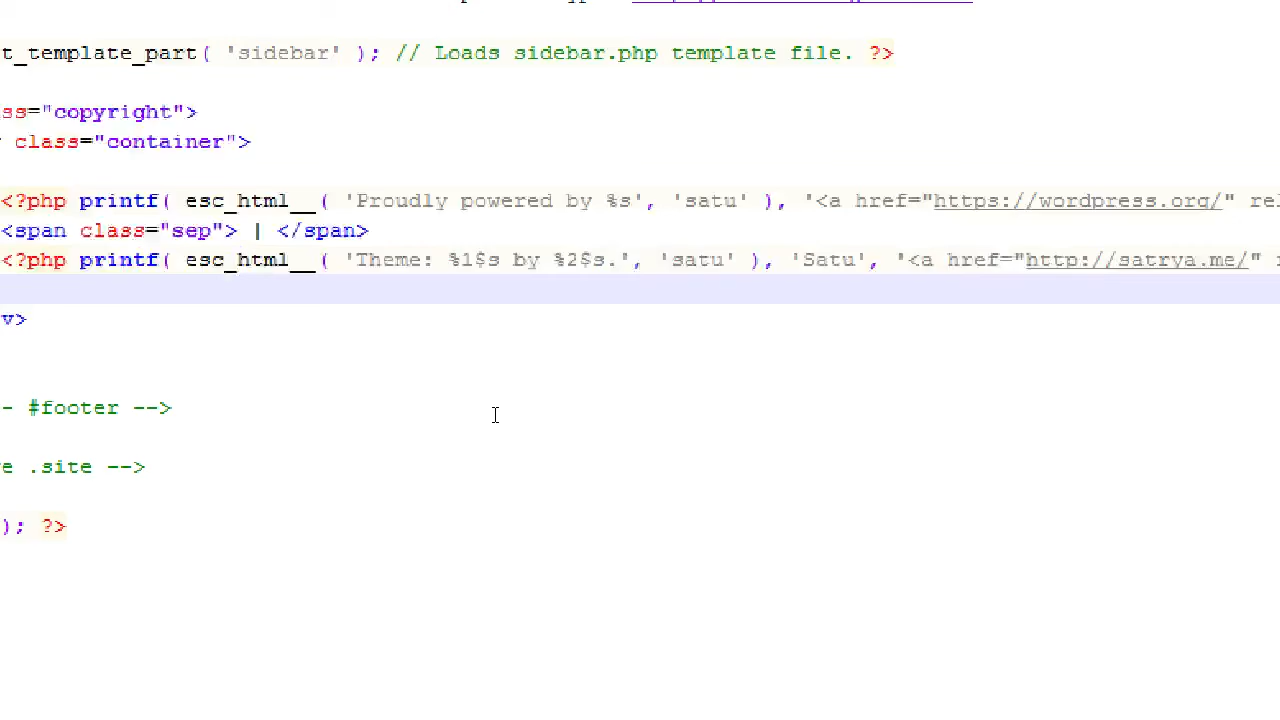 t_template_part( 'sidebar' ); // Loads sidebar.php template file. ?>
ss="copyright">
class="container">
<?php printf( esc_html__( 'Proudly powered by %s', 'satu' ), '<a href="https://wordpress.org/" rel
<span class="sep"> | </span>
<?php printf( esc_html__( 'Theme: %1$s by %2$s.', 'satu' ), 'Satu', '<a href="http://satrya.me/"
v>
- #footer -->
e .site -->
); ?>